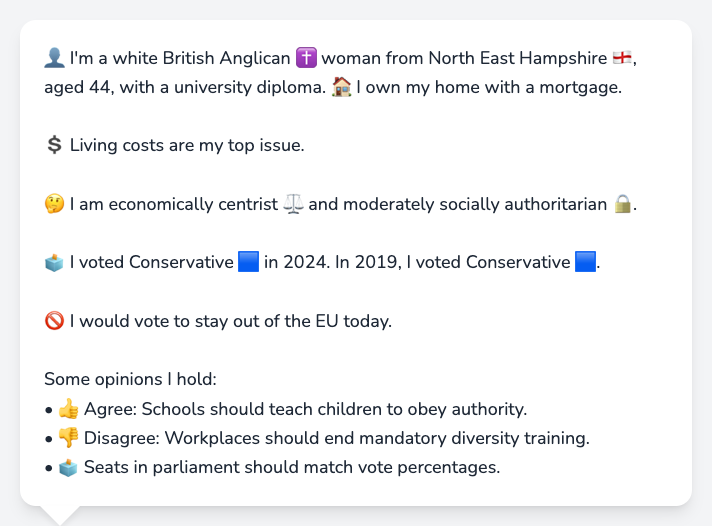 👤 I'm a white British Anglican ✝️ woman from North East Hampshire 🏴󠁧󠁢󠁥󠁮󠁧󠁿,
aged 44, with a university diploma. 🏠 I own my home with a mortgage.
💲 Living costs are my top issue.
🤔 I am economically centrist ⚖️ and moderately socially authoritarian 🔒.
🗳️ I voted Conservative 🟦 in 2024. In 2019, I voted Conservative 🟦.
🚫 I would vote to stay out of the EU today.
Some opinions I hold:
• 👍 Agree: Schools should teach children to obey authority.
• 👎 Disagree: Workplaces should end mandatory diversity training.
• 🗳️ Seats in parliament should match vote percentages.